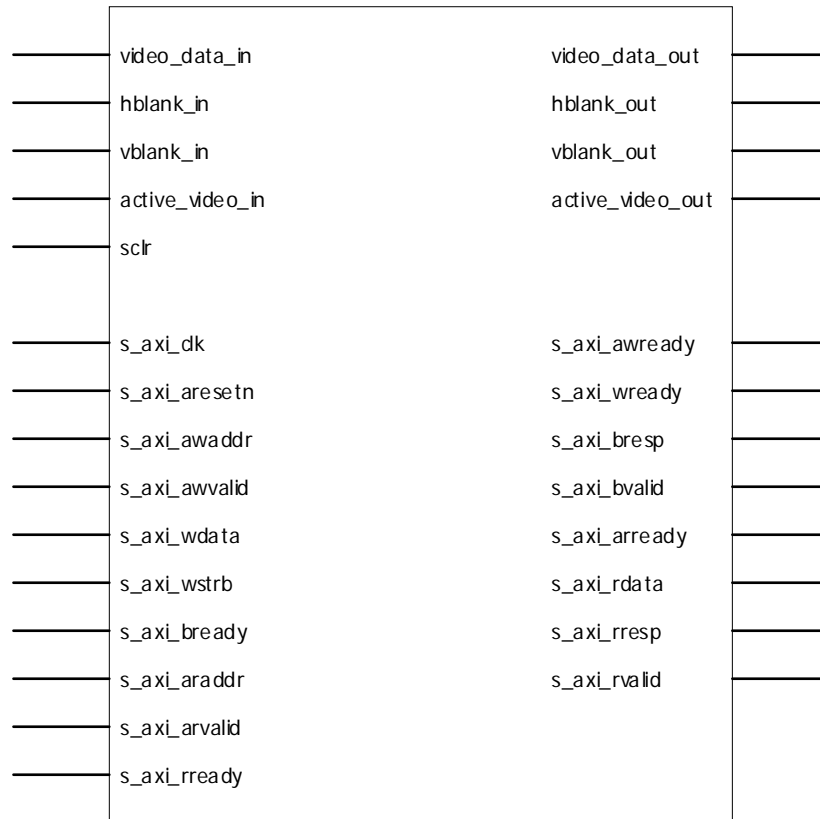 video_data_in video_data_out
hblank_in hblank_out
vblank_in vblank_out
active_video_in active_video_out
sclr
s_axi_clk s_axi_awready
s_axi_aresetn s_axi_wready
s_axi_awaddr s_axi_bresp
s_axi_awvalid s_axi_bvalid
s_axi_wdata s_axi_arready
s_axi_wstrb s_axi_rdata
s_axi_bready s_axi_rresp
s_axi_araddr s_axi_rvalid
s_axi_arvalid
s_axi_rready